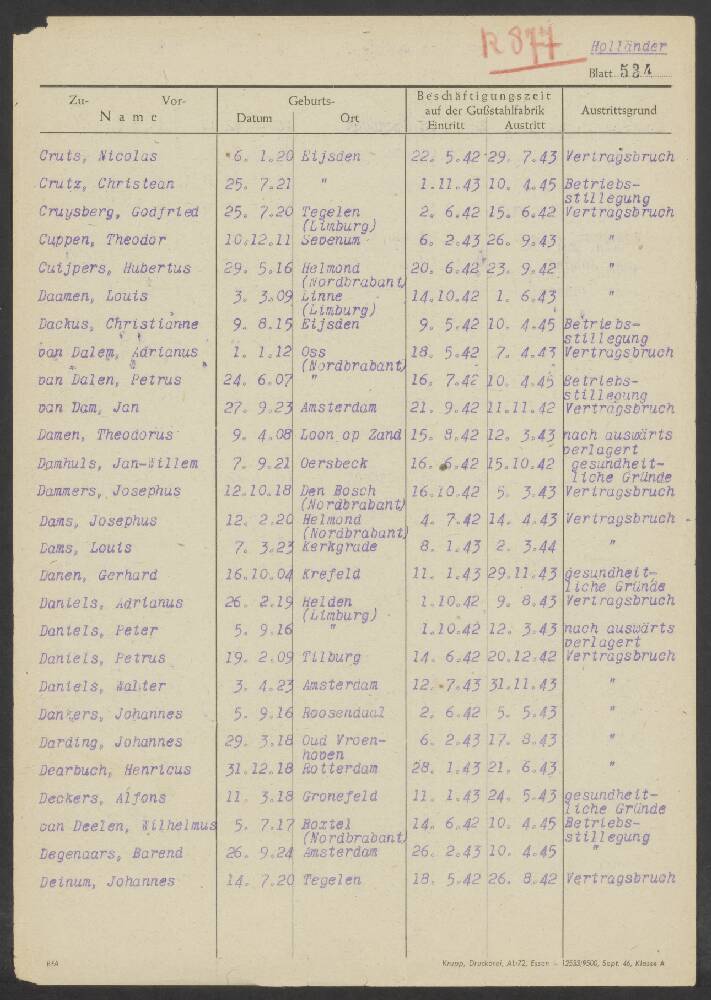 R 877
Holländer
Blatt 534
Zu- Vor- Name
Geburts- Datum Ort
Beschäftigungszeit auf der Gußstahlfabrik Eintritt Austritt
Austrittsgrund
Cruts, Nicolas 6. 1.20 Eijsden 22. 5.42 29. 7.43 Vertragsbruch
Crutz, Christean 25. 7.21 " 1.11.43 10. 4.45 Betriebs-
stillegung
Cruysberg, Godfried 25. 7.20 Tegelen 2. 6.42 15. 6.42 Vertragsbruch
(Limburg)
Cuppen, Theodor 10.12.11 Sevenum 6. 2.43 26. 9.43 "
Cuijpers, Hubertus 29. 5.16 Helmond 20. 6.42 23. 9.42 "
(Nordbrabant)
Daamen, Louis 3. 3.09 Linne 14.10.42 1. 6.43 "
(Limburg)
Dackus, Christianne 9. 8.15 Eijsden 9. 5.42 10. 4.45 Betriebs-
stillegung
van Dalem, Adrianus 1. 1.12 Oss 18. 5.42 7. 4.43 Vertragsbruch
(Nordbrabant)
van Dalen, Petrus 24. 6.07 " 16. 7.42 10. 4.45 Betriebs-
stillegung
van Dam, Jan 27. 9.23 Amsterdam 21. 9.42 11.11.42 Vertragsbruch
Damen, Theodorus 9. 4.08 Loon op Zand 15. 8.42 12. 3.43 nach auswärts
verlagert
Damhuis, Jan-Willem 7. 9.21 Oersbeck 16. 6.42 15.10.42 gesundheit-
liche Gründe
Dammers, Josephus 12.10.18 Den Bosch 16.10.42 5. 3.43 Vertragsbruch
(Nordbrabant)
Dams, Josephus 12. 2.20 Helmond 4. 7.42 14. 4.43 Vertragsbruch
(Nordbrabant)
Dams, Louis 7. 3.23 Kerkgrade 8. 1.43 2. 3.44 "
Danen, Gerhard 16.10.04 Krefeld 11. 1.43 29.11.43 gesundheit-
liche Gründe
Daniels, Adrianus 26. 2.19 Helden 1.10.42 9. 8.43 Vertragsbruch
(Limburg)
Daniels, Peter 5. 9.16 " 1.10.42 12. 3.43 nach auswärts
verlagert
Daniels, Petrus 19. 2.09 Tilburg 14. 6.42 20.12.42 Vertragsbruch
Daniels, Walter 3. 4.23 Amsterdam 12. 7.43 31.11.43 "
Dankers, Johannes 5. 9.16 Roosendaal 2. 6.42 5. 5.43 "
Darding, Johannes 29. 3.18 Oud Vroen- 6. 2.43 17. 8.43 "
hoven
Dearbuch, Henricus 31.12.18 Rotterdam 28. 1.43 21. 6.43 "
Deckers, Alfons 11. 3.18 Gronefeld 11. 1.43 24. 5.43 gesundheit-
liche Gründe
van Deelen, Wilhelmus 5. 7.17 Boxtel 14. 6.42 10. 4.45 Betriebs-
(Nordbrabant) stillegung
Degenaars, Barend 26. 9.24 Amsterdam 26. 2.43 10. 4.45 "
Deinum, Johannes 14. 7.20 Tegelen 18. 5.42 26. 8.42 Vertragsbruch
Krupp, Druckerei, Abt72, Essen 12533/9500, Sept. 46, Klasse A